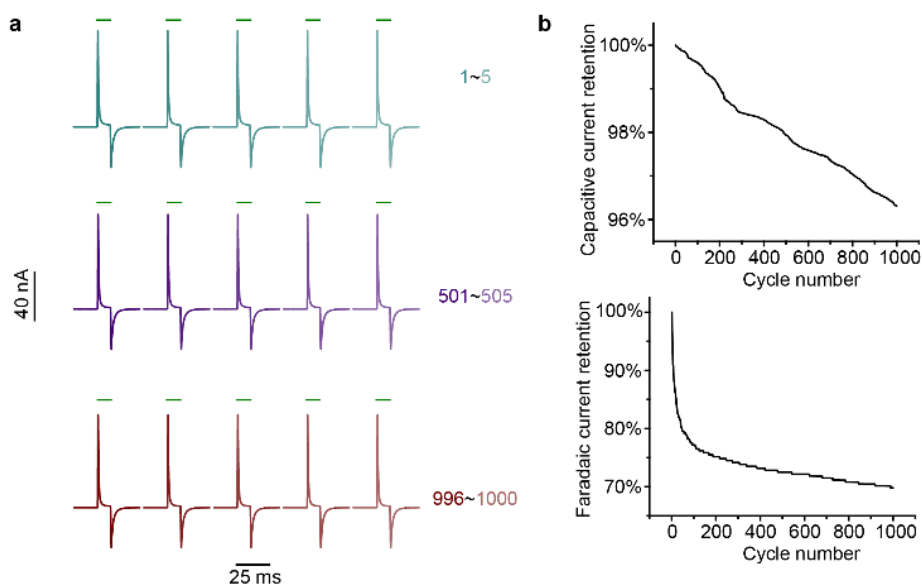 a
1~5
501~505
996~1000
40 nA
25 ms
b
Capacitive current retention
100%
98%
96%
0 200 400 600 800 1000
Cycle number
Faradaic current retention
100%
90%
80%
70%
0 200 400 600 800 1000
Cycle number